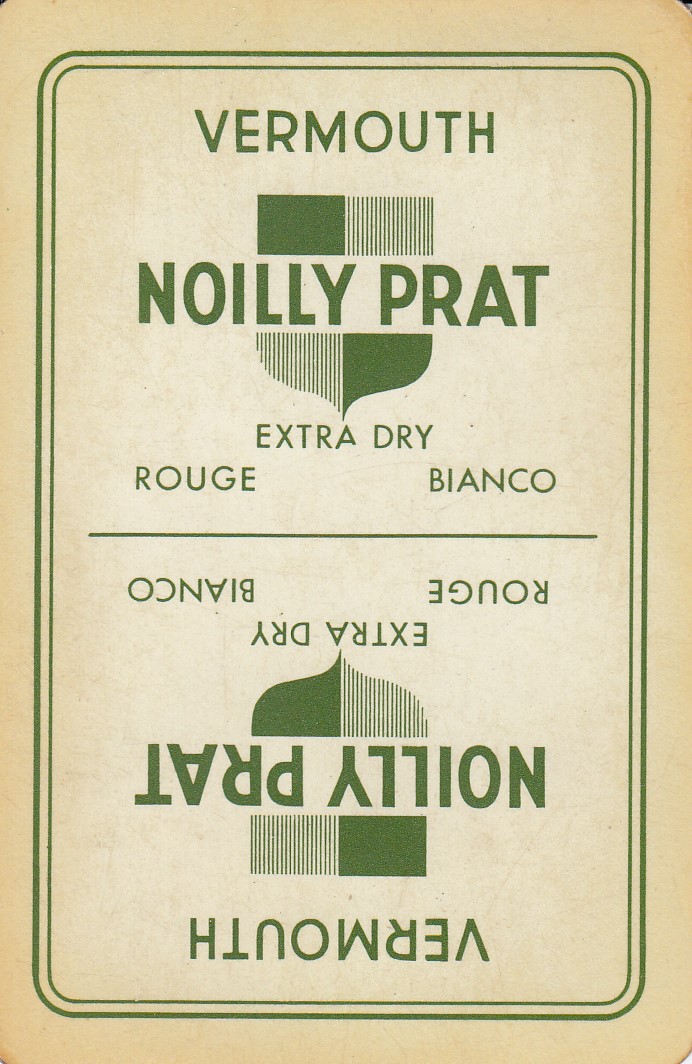 VERMOUTH
NOILLY PRAT
EXTRA DRY
ROUGE BIANCO
VERMOUTH
NOILLY PRAT
EXTRA DRY
ROUGE BIANCO